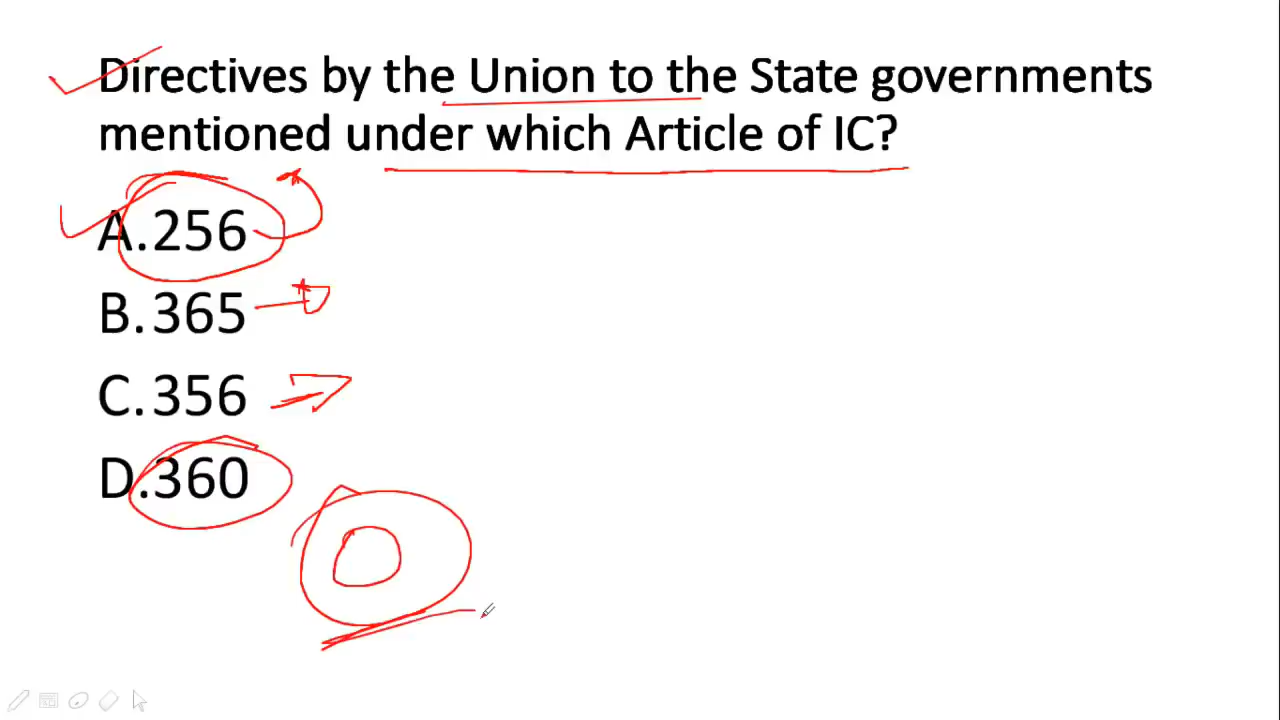 Directives by the Union to the State governments
mentioned under which Article of IC?
A.256
B.365
C.356
D.360